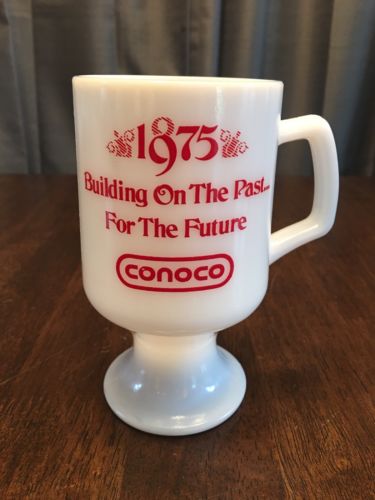 1975
Building On The Past...
For The Future
CONOCO